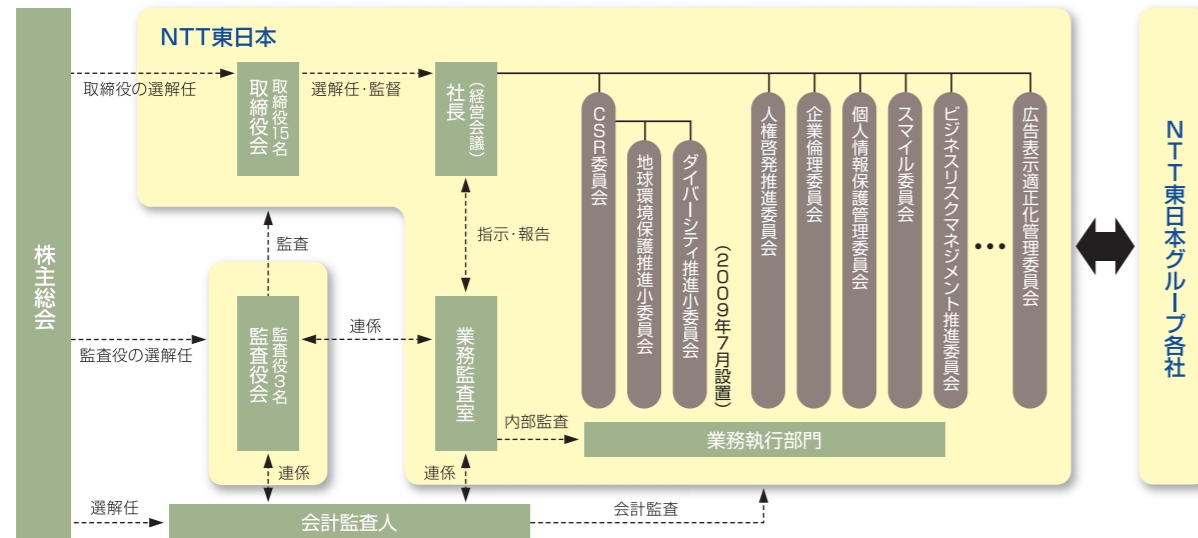 NTT東日本
株主総会
取締役の選解任
取締役会
取締役15名
選解任・監督
社長
（経営会議）
CSR委員会
地球環境保護推進小委員会
ダイバーシティ推進小委員会
（2009年7月設置）
人権啓発推進委員会
企業倫理委員会
個人情報保護管理委員会
スマイル委員会
ビジネスリスクマネジメント推進委員会
…
広告表示適正化管理委員会
NTT東日本グループ各社
監査
指示・報告
監査役の選解任
監査役会
監査役3名
連係
業務監査室
内部監査
業務執行部門
連係
連係
選解任
会計監査人
会計監査